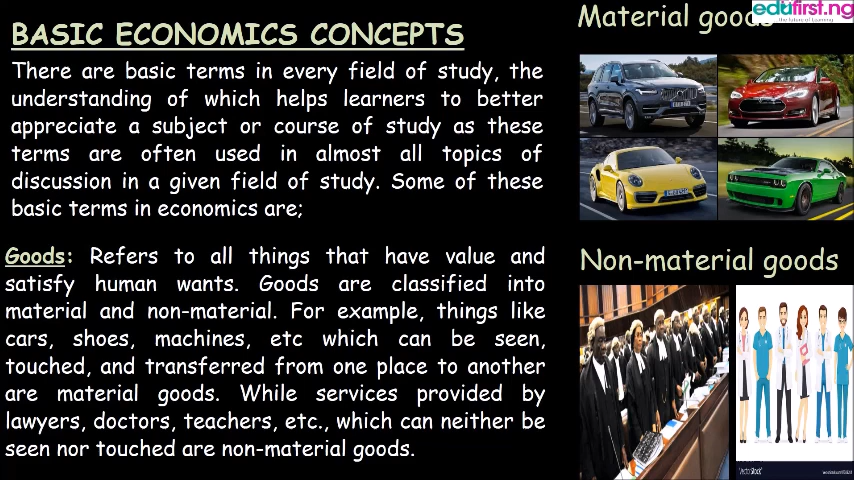 BASIC ECONOMICS CONCEPTS
There are basic terms in every field of study, the
understanding of which helps learners to better
appreciate a subject or course of study as these
terms are often used in almost all topics of
discussion in a given field of study. Some of these
basic terms in economics are;
Goods: Refers to all things that have value and
satisfy human wants. Goods are classified into
material and non-material. For example, things like
cars, shoes, machines, etc which can be seen,
touched, and transferred from one place to another
are material goods. While services provided by
lawyers, doctors, teachers, etc., which can neither be
seen nor touched are non-material goods.
Material goods
edufirst.ng
the future of Learning
Non-material goods
VectorStock